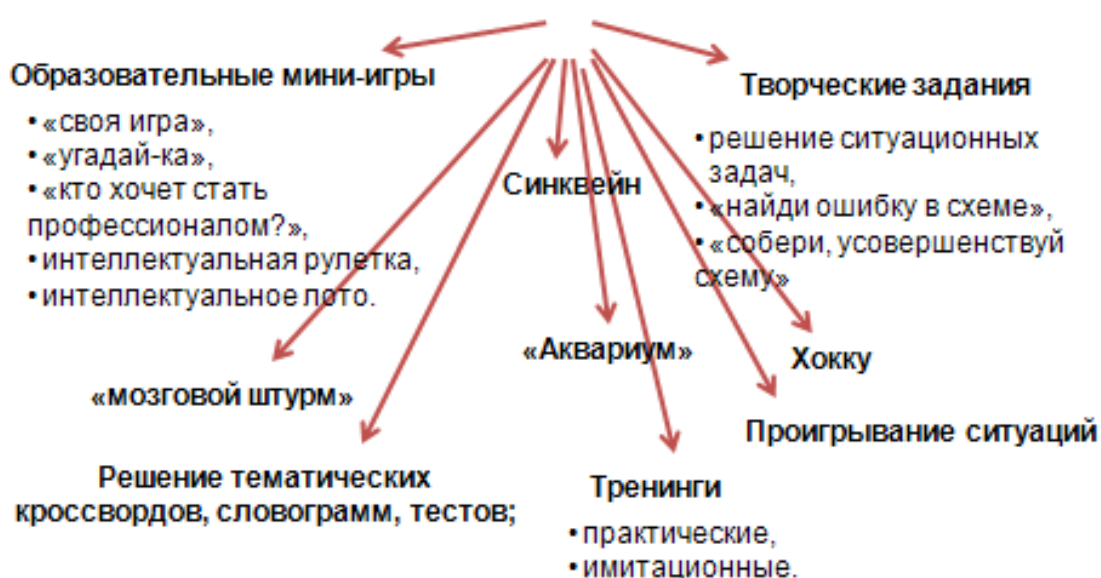 Образовательные мини-игры
•«своя игра»,
•«угадай-ка»,
•«кто хочет стать
профессионалом?»,
•интеллектуальная рулетка,
•интеллектуальное лото.
Творческие задания
•решение ситуационных
задач,
•«найди ошибку в схеме»,
•«собери, усовершенствуй
схему»
Синквейн
«Аквариум»
Хокку
«мозговой штурм»
Проигрывание ситуаций
Решение тематических
кроссвордов, словограмм, тестов;
Тренинги
•практические,
•имитационные.